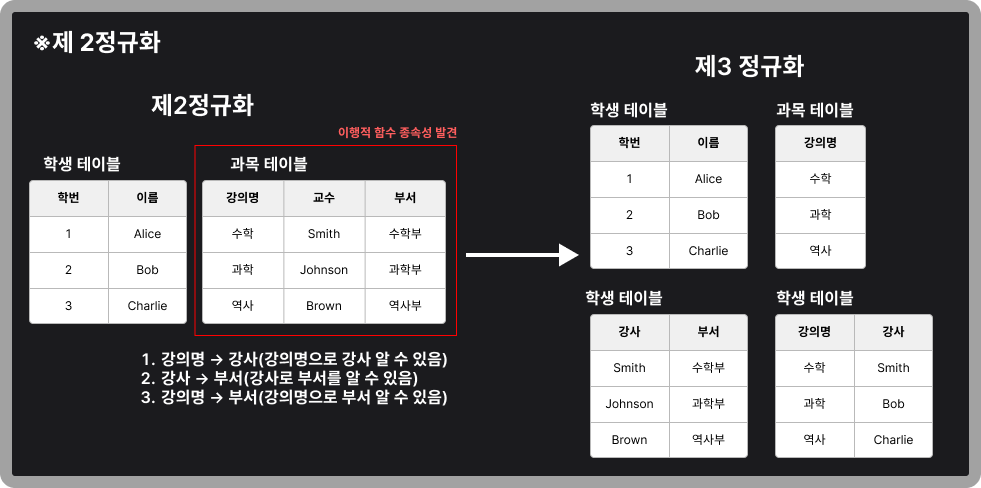 ※제 2정규화
제2정규화
이행적 함수 종속성 발견
학생 테이블
학번 이름
1 Alice
2 Bob
3 Charlie
과목 테이블
강의명 교수 부서
수학 Smith 수학부
과학 Johnson 과학부
역사 Brown 역사부
1. 강의명 → 강사(강의명으로 강사 알 수 있음)
2. 강사 → 부서(강사로 부서를 알 수 있음)
3. 강의명 → 부서(강의명으로 부서 알 수 있음)
제3 정규화
학생 테이블
학번 이름
1 Alice
2 Bob
3 Charlie
과목 테이블
강의명
수학
과학
역사
학생 테이블
강사 부서
Smith 수학부
Johnson 과학부
Brown 역사부
학생 테이블
강의명 강사
수학 Smith
과학 Bob
역사 Charlie